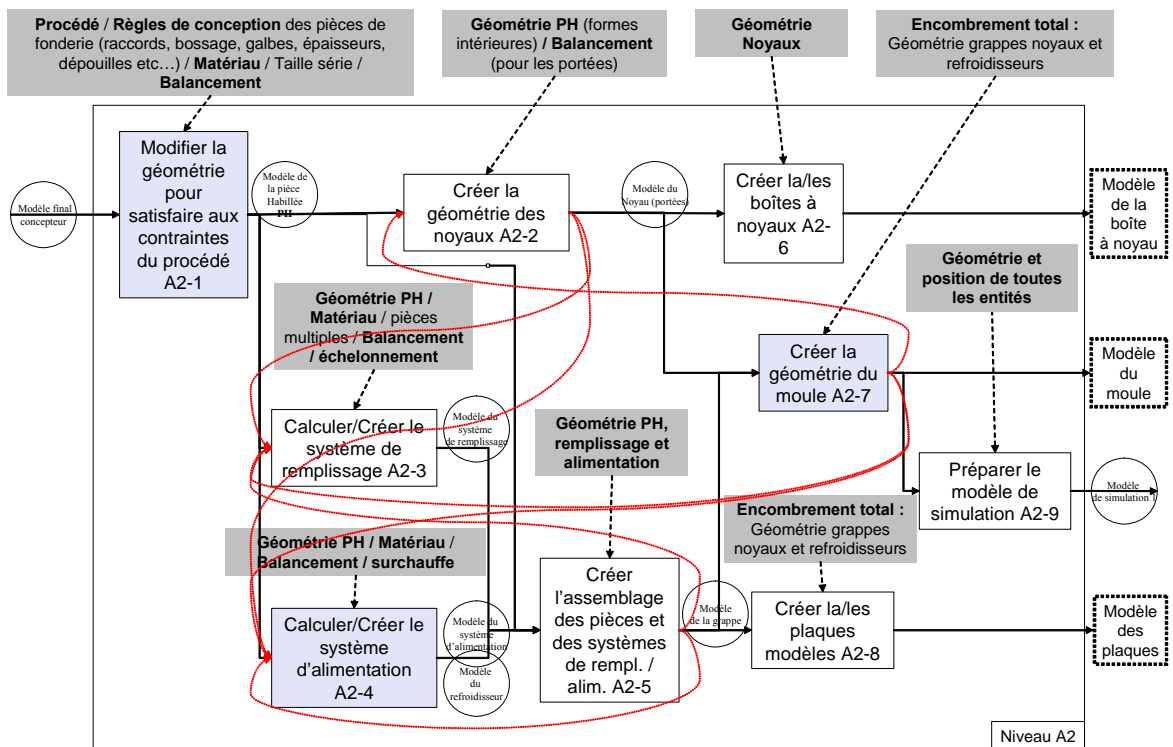 Procédé / Règles de conception des pièces de
fonderie (raccords, bossage, galbes, épaisseurs,
dépouilles etc…) / Matériau / Taille série /
Balancement
Géométrie PH (formes
intérieures) / Balancement
(pour les portées)
Géométrie
Noyaux
Encombrement total :
Géométrie grappes noyaux et
refroidisseurs
Modèle final
concepteur
Modifier la
géométrie
pour
satisfaire aux
contraintes
du procédé
A2-1
Modèle de
la pièce
Habillée
PH
Créer la
géométrie des
noyaux A2-2
Modèle du
Noyau (portées)
Créer la/les
boîtes à
noyaux A2-
6
Modèle
de la
boîte
à noyau
Géométrie et
position de toutes
les entités
Géométrie PH /
Matériau / pièces
multiples / Balancement
/ échelonnement
Créer la
géométrie du
moule A2-7
Modèle
du
moule
Calculer/Créer le
système de
remplissage A2-3
Modèle du
système
de remplissage
Géométrie PH,
remplissage et
alimentation
Préparer le
modèle de
simulation A2-9
Modèle
de simulation 1
Encombrement total :
Géométrie grappes
noyaux et refroidisseurs
Géométrie PH / Matériau /
Balancement / surchauffe
Calculer/Créer le
système
d’alimentation
A2-4
Modèle du
système
d’alimentation
Modèle
du
refroidisseur
Créer
l’assemblage
des pièces et
des systèmes
de rempl. /
alim. A2-5
Modèle
de la grappe
Créer la/les
plaques
modèles A2-8
Modèle
des
plaques
Niveau A2